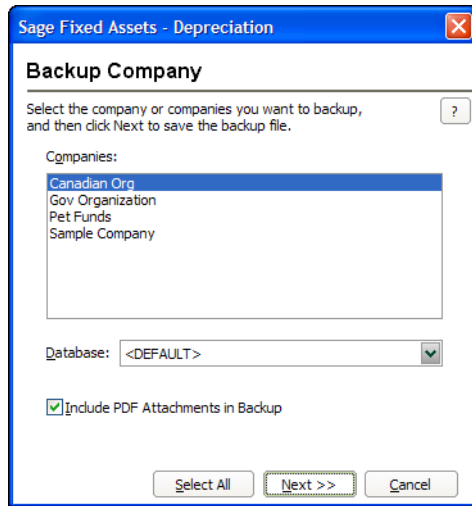 Sage Fixed Assets - Depreciation
Backup Company
Select the company or companies you want to backup,
and then click Next to save the backup file.
?
Companies:
Canadian Org
Gov Organization
Pet Funds
Sample Company
Database: <DEFAULT>
Include PDF Attachments in Backup
Select All Next >> Cancel